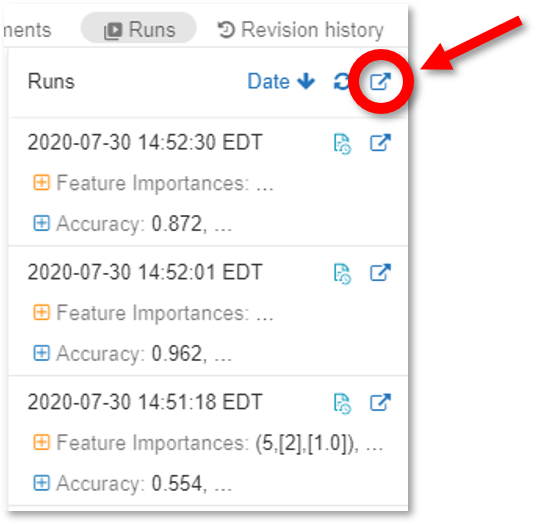 Runs Revision history
Runs Date
2020-07-30 14:52:30 EDT
Feature Importances: ...
Accuracy: 0.872, ...
2020-07-30 14:52:01 EDT
Feature Importances: ...
Accuracy: 0.962, ...
2020-07-30 14:51:18 EDT
Feature Importances: (5,[2],[1.0]), ...
Accuracy: 0.554, ...